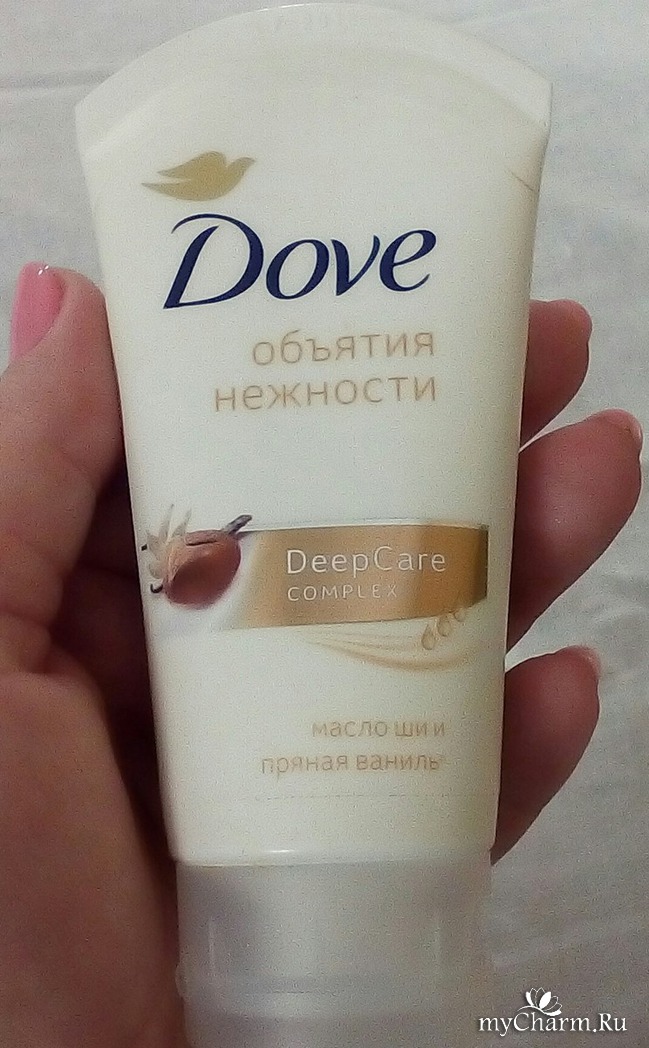 Dove
объятия
нежности
DeepCare
COMPLEX
масло ши и
пряная ваниль
myCharm.Ru